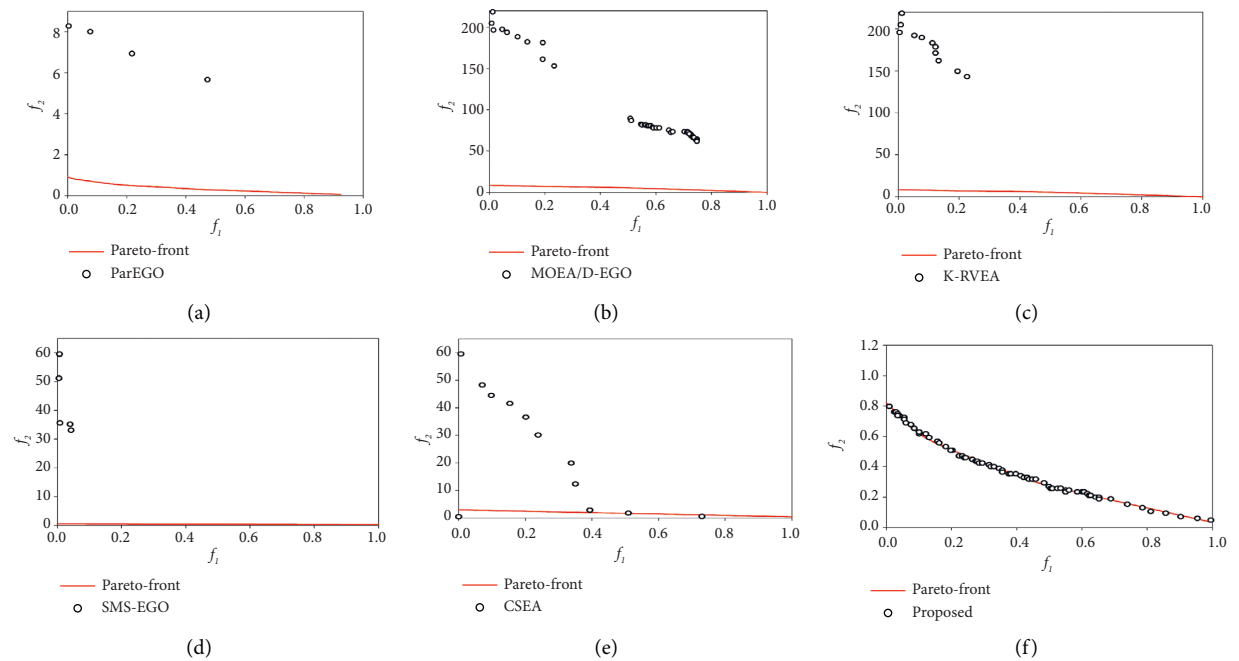 8
6
4
2
0
f2
0.0 0.2 0.4 0.6 0.8 1.0
f1
Pareto-front
ParEGO
(a)
200
150
100
50
0
f2
0.0 0.2 0.4 0.6 0.8 1.0
f1
Pareto-front
MOEA/D-EGO
(b)
200
150
100
50
0
f2
0.0 0.2 0.4 0.6 0.8 1.0
f1
Pareto-front
K-RVEA
(c)
60
50
40
30
20
10
0
f2
0.0 0.2 0.4 0.6 0.8 1.0
f1
Pareto-front
SMS-EGO
(d)
60
50
40
30
20
10
0
f2
0.0 0.2 0.4 0.6 0.8 1.0
f1
Pareto-front
CSEA
(e)
1.2
1.0
0.8
0.6
0.4
0.2
0.0
f2
0.0 0.2 0.4 0.6 0.8 1.0
f1
Pareto-front
Proposed
(f)